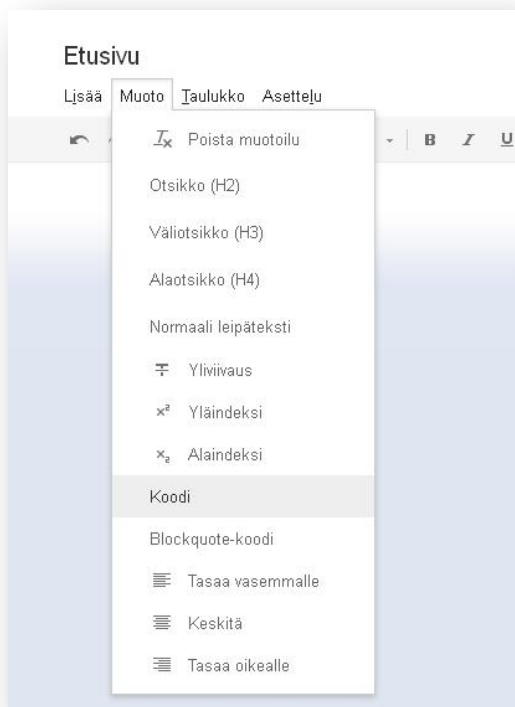 Etusivu
Lisää Muoto Taulukko Asettelu
Poista muotoilu
B I U
Otsikko (H2)
Väliotsikko (H3)
Alaotsikko (H4)
Normaali leipäteksti
Yliviivaus
Yläindeksi
Alaindeksi
Koodi
Blockquote-koodi
Tasaa vasemmalle
Keskitä
Tasaa oikealle